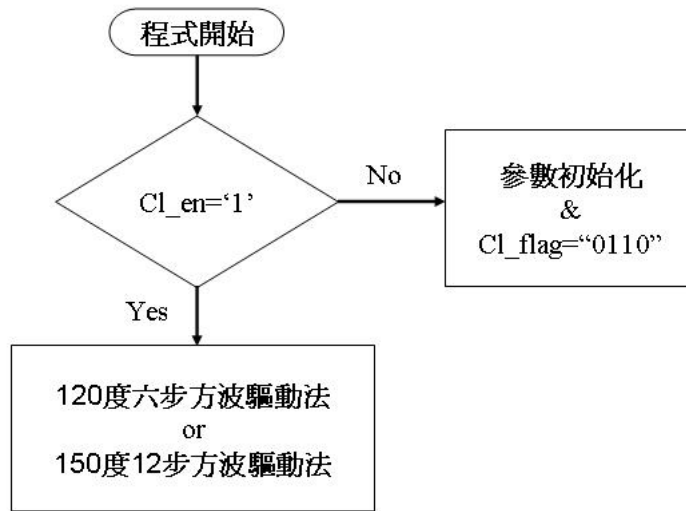 程式開始
Cl_en=‘1’
No
參數初始化
&
Cl_flag=“0110”
Yes
120度六步方波驅動法
or
150度12步方波驅動法